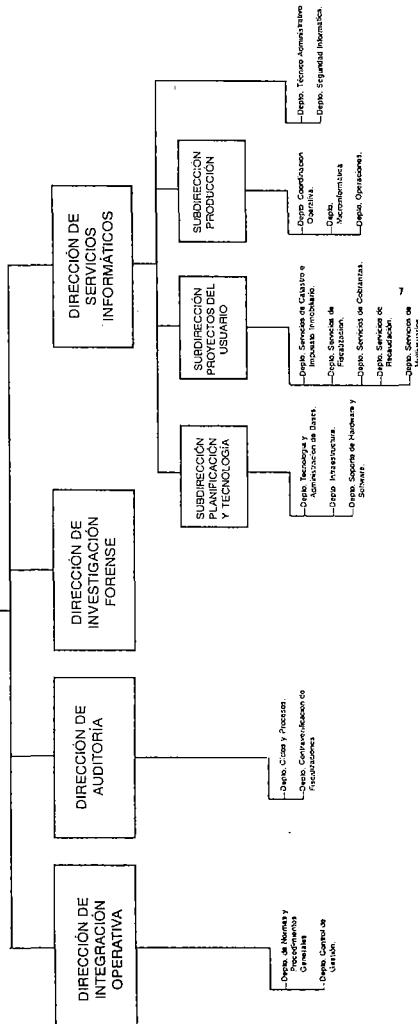 DIRECCIÓN DE
INTEGRACIÓN
OPERATIVA
DIRECCIÓN DE
AUDITORÍA
DIRECCIÓN DE
INVESTIGACIÓN
FORENSE
DIRECCIÓN DE
SERVICIOS
INFORMÁTICOS
SUBDIRECCIÓN
PLANIFICACIÓN
Y TECNOLOGÍA
SUBDIRECCIÓN
PROYECTOS DEL
USUARIO
SUBDIRECCIÓN
PRODUCCIÓN
Depto. de Normas y
Procedimientos
Generales
Depto. Control de
Gestión.
Depto. Ciclos y Procesos.
Depto. Contraverificación de
Fiscalizaciones
Depto. Tecnología y
Administración de Bases.
Depto. Infraestructura.
Depto. Soporte de Hardware y
Software.
Depto. Servicios de Catastro e
Impuesto Inmobiliario.
Depto. Servicios de
Fiscalización.
Depto. Servicios de Cobranzas.
Depto. Servicios de
Recaudación.
Depto. Servicios de
Depto. Coordinación
Operativa.
Depto.
Microinformática
Depto. Operaciones.
Depto. Técnico Administrativo
Depto. Seguridad Informática.
7